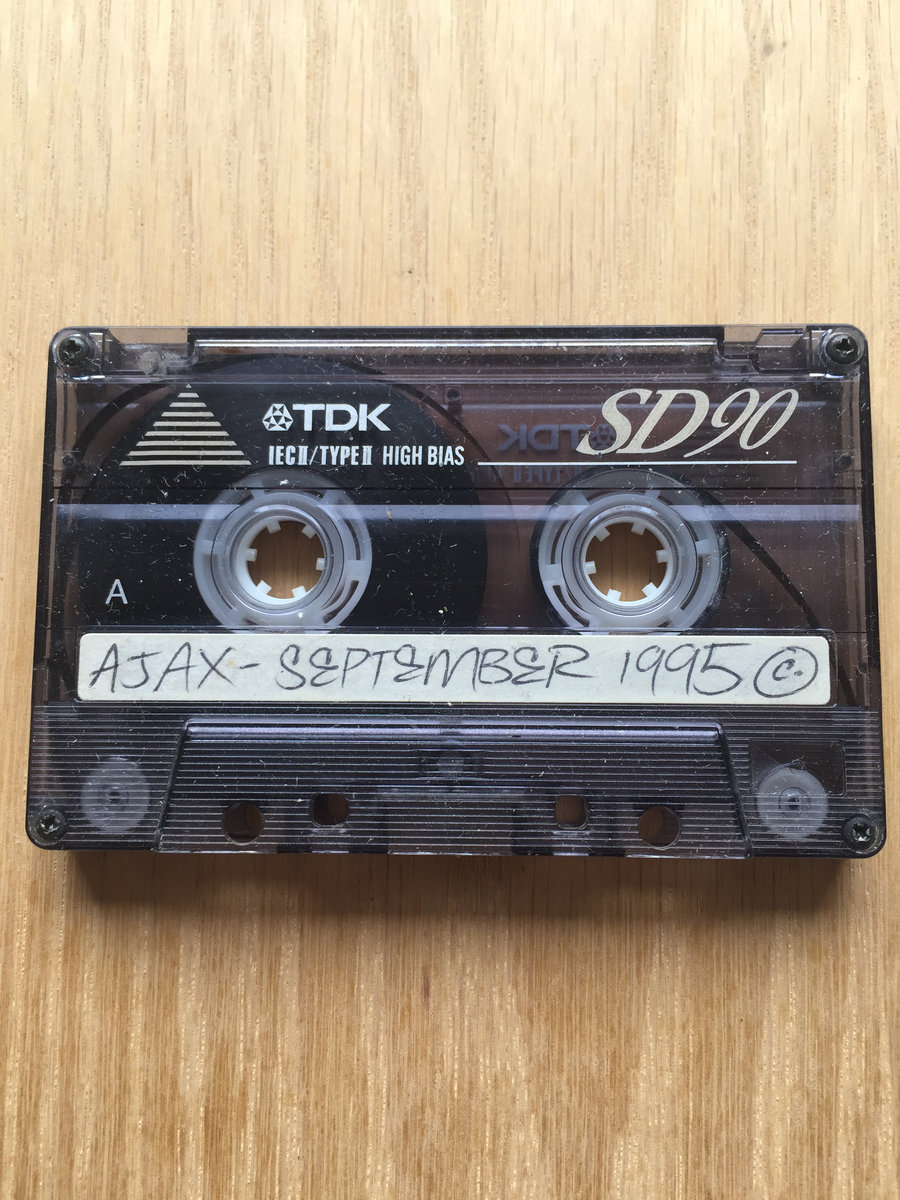 TDK
SD90
IECII/TYPEII HIGH BIAS
A
AJAX- SEPTEMBER 1995 ©.